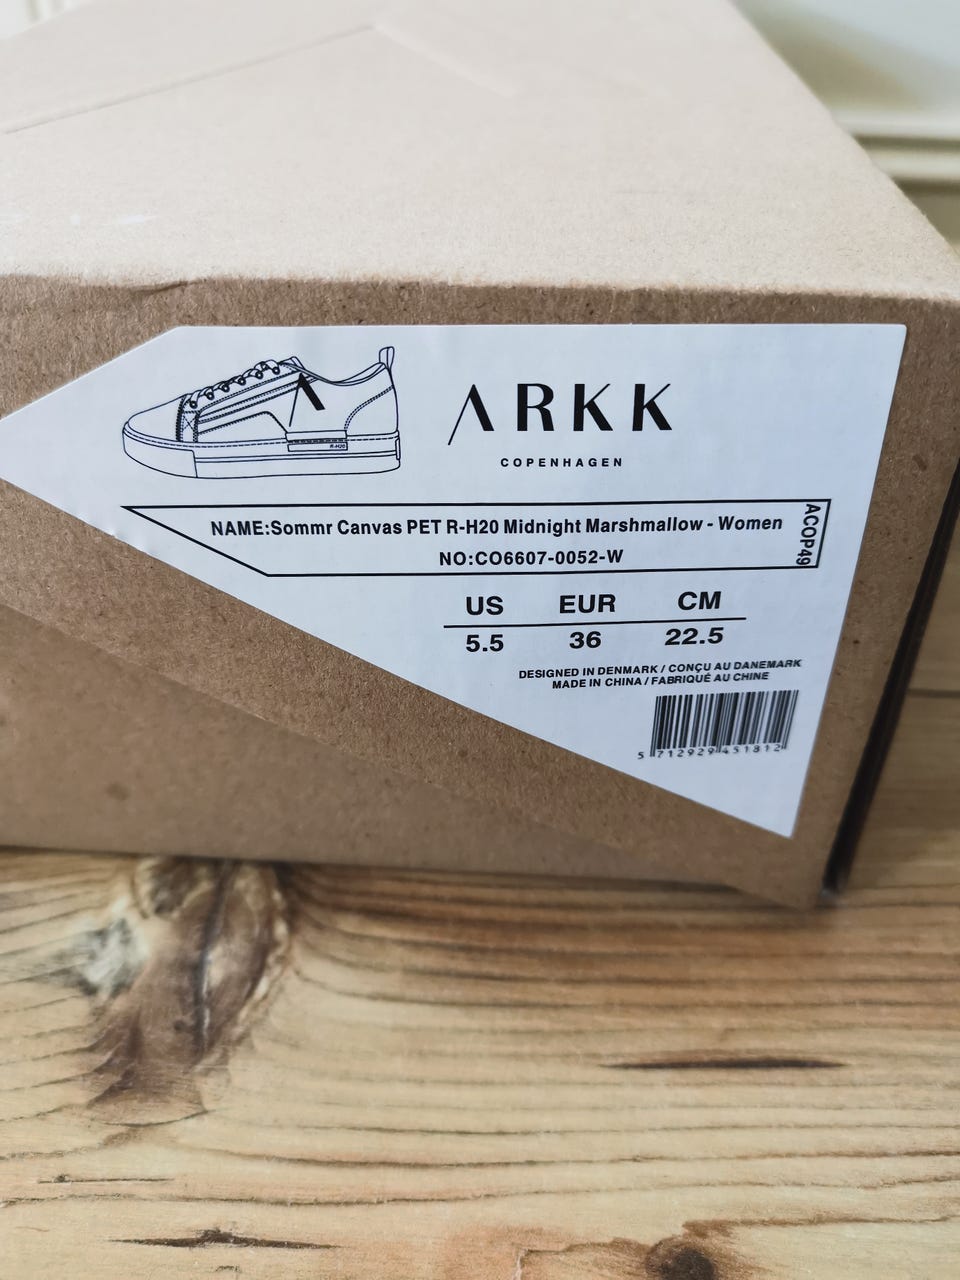 R-H20
ARKK
COPENHAGEN
NAME:Sommr Canvas PET R-H20 Midnight Marshmallow - Women
NO:CO6607-0052-W
ACOP49
US EUR CM
5.5 36 22.5
DESIGNED IN DENMARK / CONÇU AU DANEMARK
MADE IN CHINA / FABRIQUÉ AU CHINE
5 712929 451812